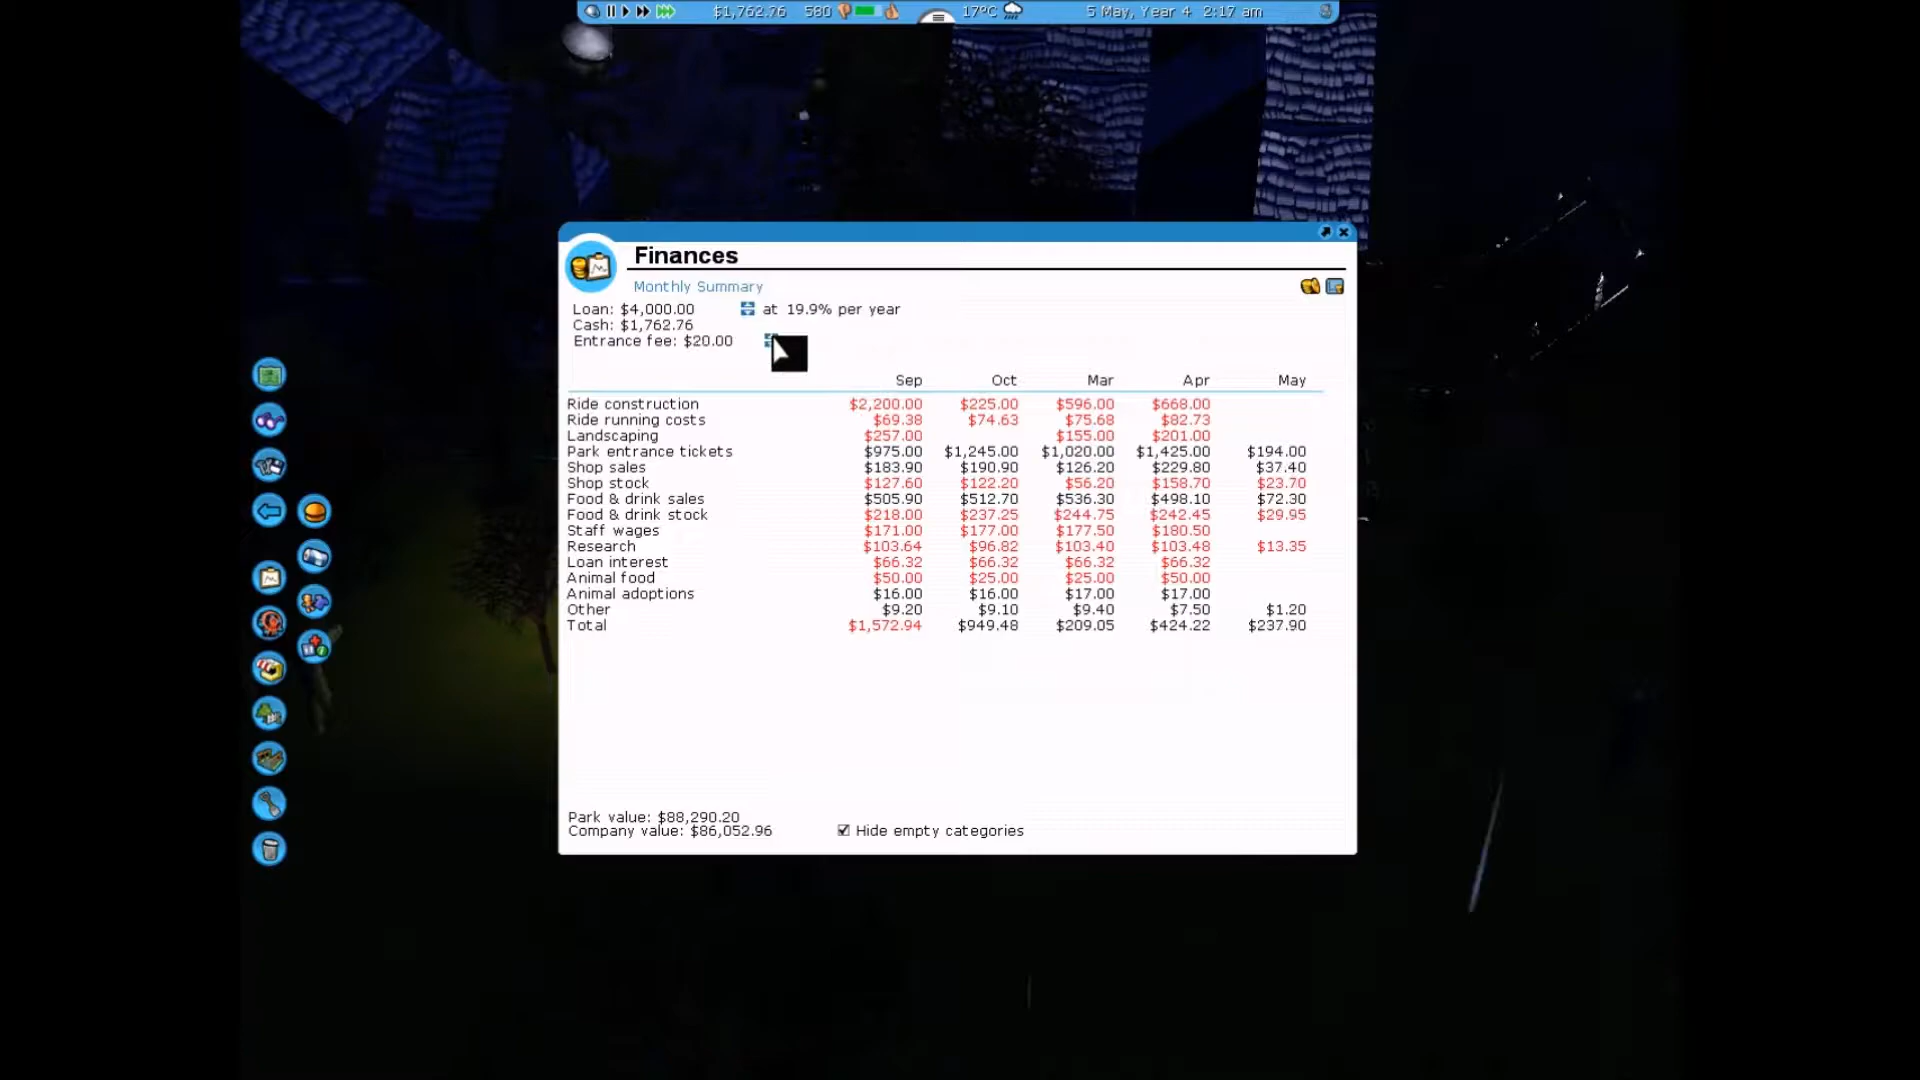 $1,762.76 580 17°C 5 May, Year 4 2:17 am
Finances
Monthly Summary
Loan: $4,000.00 at 19.9% per year
Cash: $1,762.76
Entrance fee: $20.00
Sep Oct Mar Apr May
Ride construction $2,200.00 $225.00 $596.00 $668.00
Ride running costs $69.38 $74.63 $75.68 $82.73
Landscaping $257.00 $155.00 $201.00
Park entrance tickets $975.00 $1,245.00 $1,020.00 $1,425.00 $194.00
Shop sales $183.90 $190.90 $126.20 $229.80 $37.40
Shop stock $127.60 $122.20 $56.20 $158.70 $23.70
Food & drink sales $505.90 $512.70 $536.30 $498.10 $72.30
Food & drink stock $218.00 $237.25 $244.75 $242.45 $29.95
Staff wages $171.00 $177.00 $177.50 $180.50
Research $103.64 $96.82 $103.40 $103.48 $13.35
Loan interest $66.32 $66.32 $66.32 $66.32
Animal food $50.00 $25.00 $25.00 $50.00
Animal adoptions $16.00 $16.00 $17.00 $17.00
Other $9.20 $9.10 $9.40 $7.50 $1.20
Total $1,572.94 $949.48 $209.05 $424.22 $237.90
Park value: $88,290.20
Company value: $86,052.96 Hide empty categories